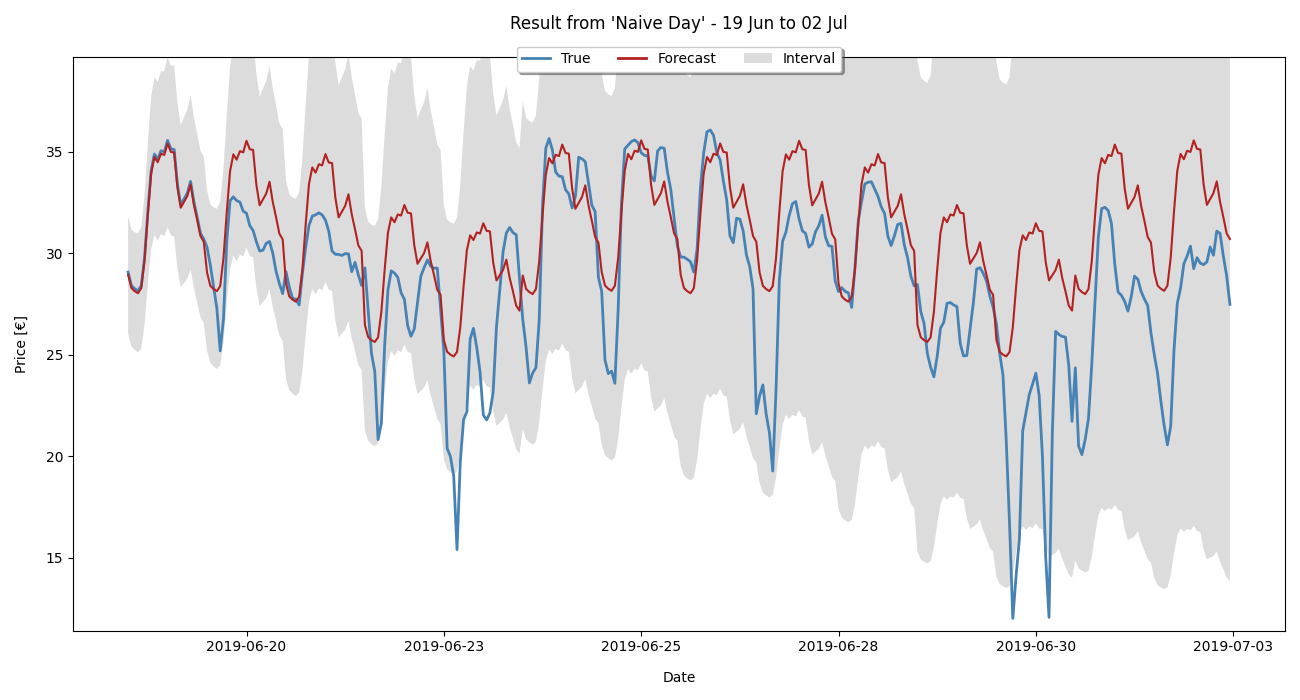 Result from 'Naive Day' - 19 Jun to 02 Jul
True Forecast Interval
35
30
25
20
15
Price [€]
2019-06-20 2019-06-23 2019-06-25 2019-06-28 2019-06-30 2019-07-03
Date